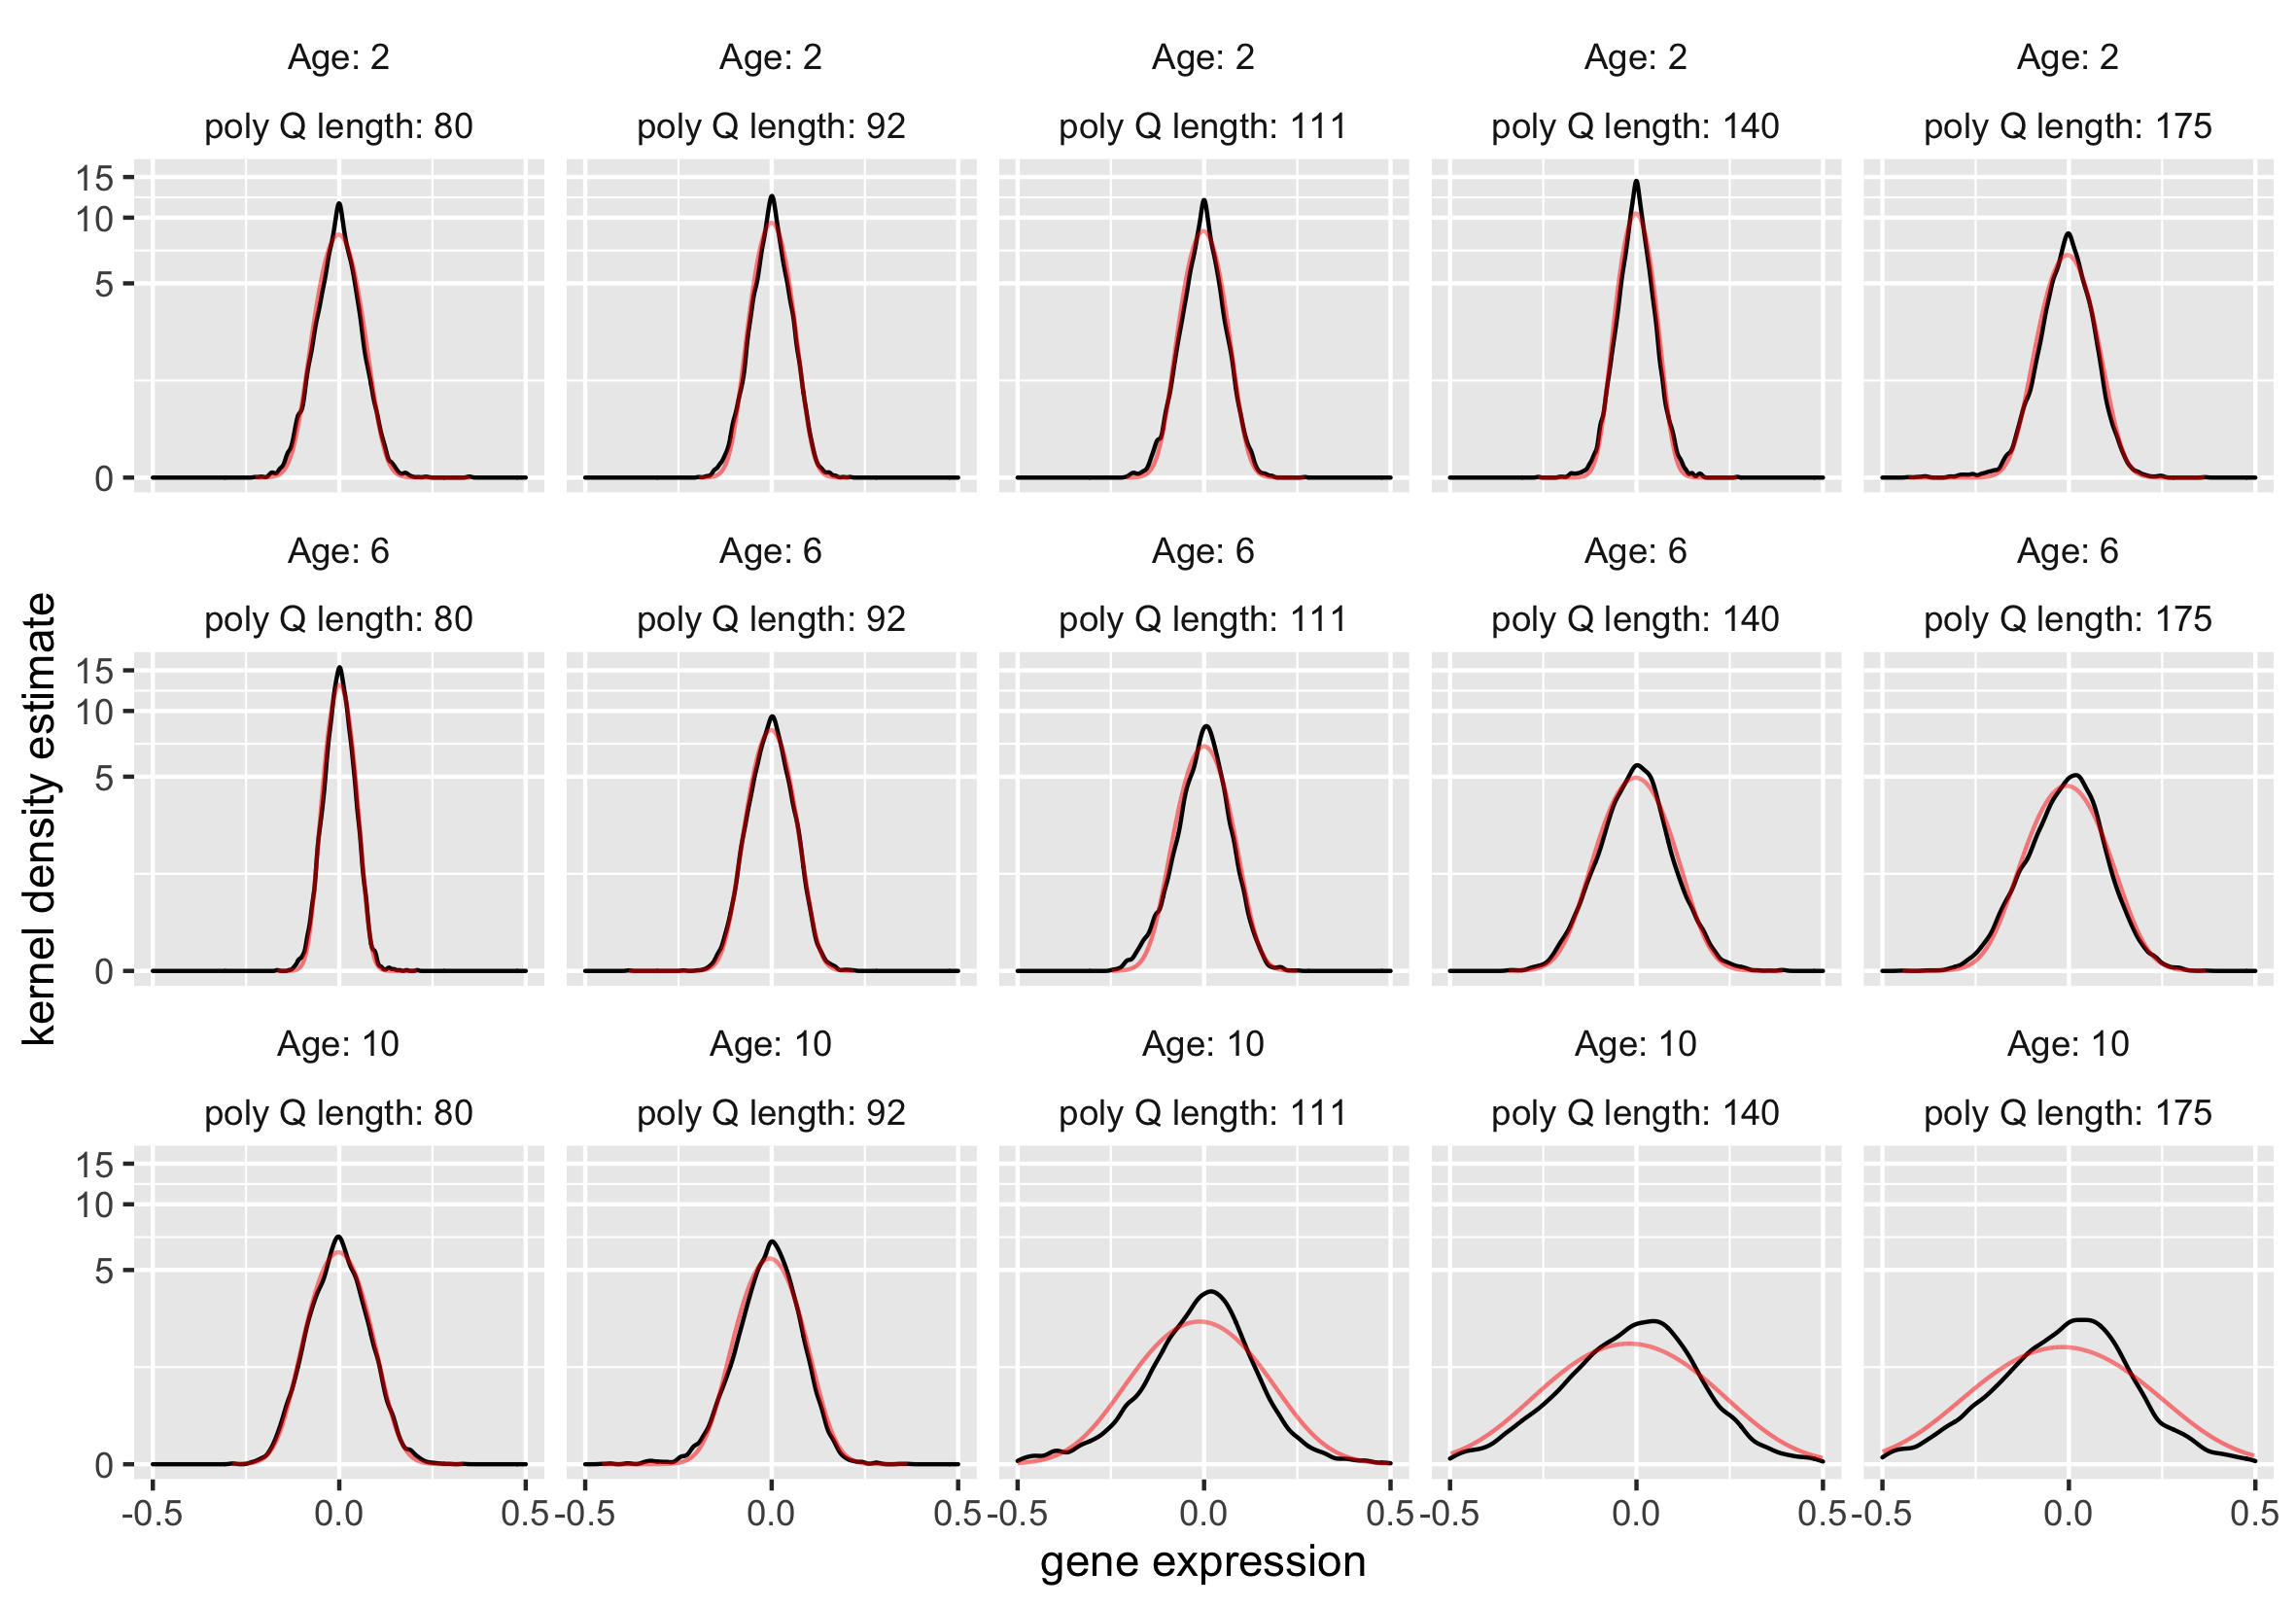 Age: 2 Age: 2 Age: 2 Age: 2 Age: 2
poly Q length: 80 poly Q length: 92 poly Q length: 111 poly Q length: 140 poly Q length: 175
15
10
5
0
Age: 6 Age: 6 Age: 6 Age: 6 Age: 6
poly Q length: 80 poly Q length: 92 poly Q length: 111 poly Q length: 140 poly Q length: 175
15
10
5
0
kernel density estimate
Age: 10 Age: 10 Age: 10 Age: 10 Age: 10
poly Q length: 80 poly Q length: 92 poly Q length: 111 poly Q length: 140 poly Q length: 175
15
10
5
0
-0.5 0.0 0.5 -0.5 0.0 0.5 -0.5 0.0 0.5 -0.5 0.0 0.5 -0.5 0.0 0.5
gene expression